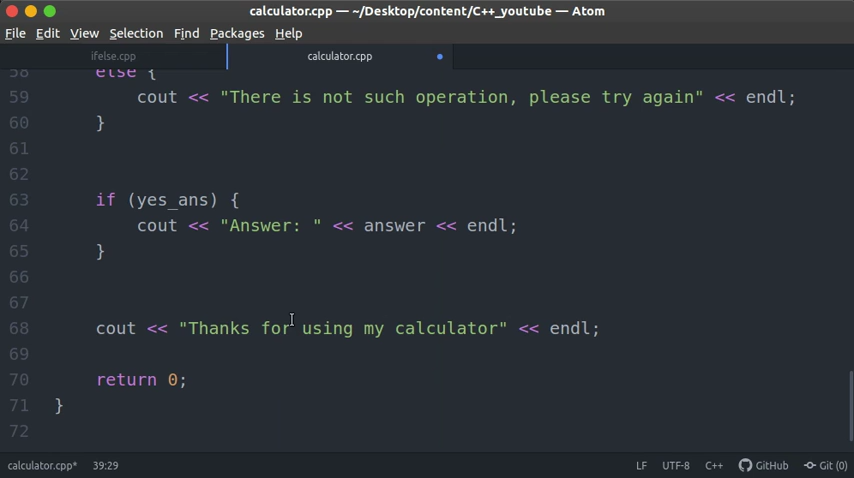 calculator.cpp — ~/Desktop/content/C++_youtube — Atom
File Edit View Selection Find Packages Help
ifelse.cpp calculator.cpp
58 else {
59 cout << "There is not such operation, please try again" << endl;
60 }
61
62
63 if (yes_ans) {
64 cout << "Answer: " << answer << endl;
65 }
66
67
68 cout << "Thanks for using my calculator" << endl;
69
70 return 0;
71 }
72
calculator.cpp* 39:29 LF UTF-8 C++ GitHub Git (0)